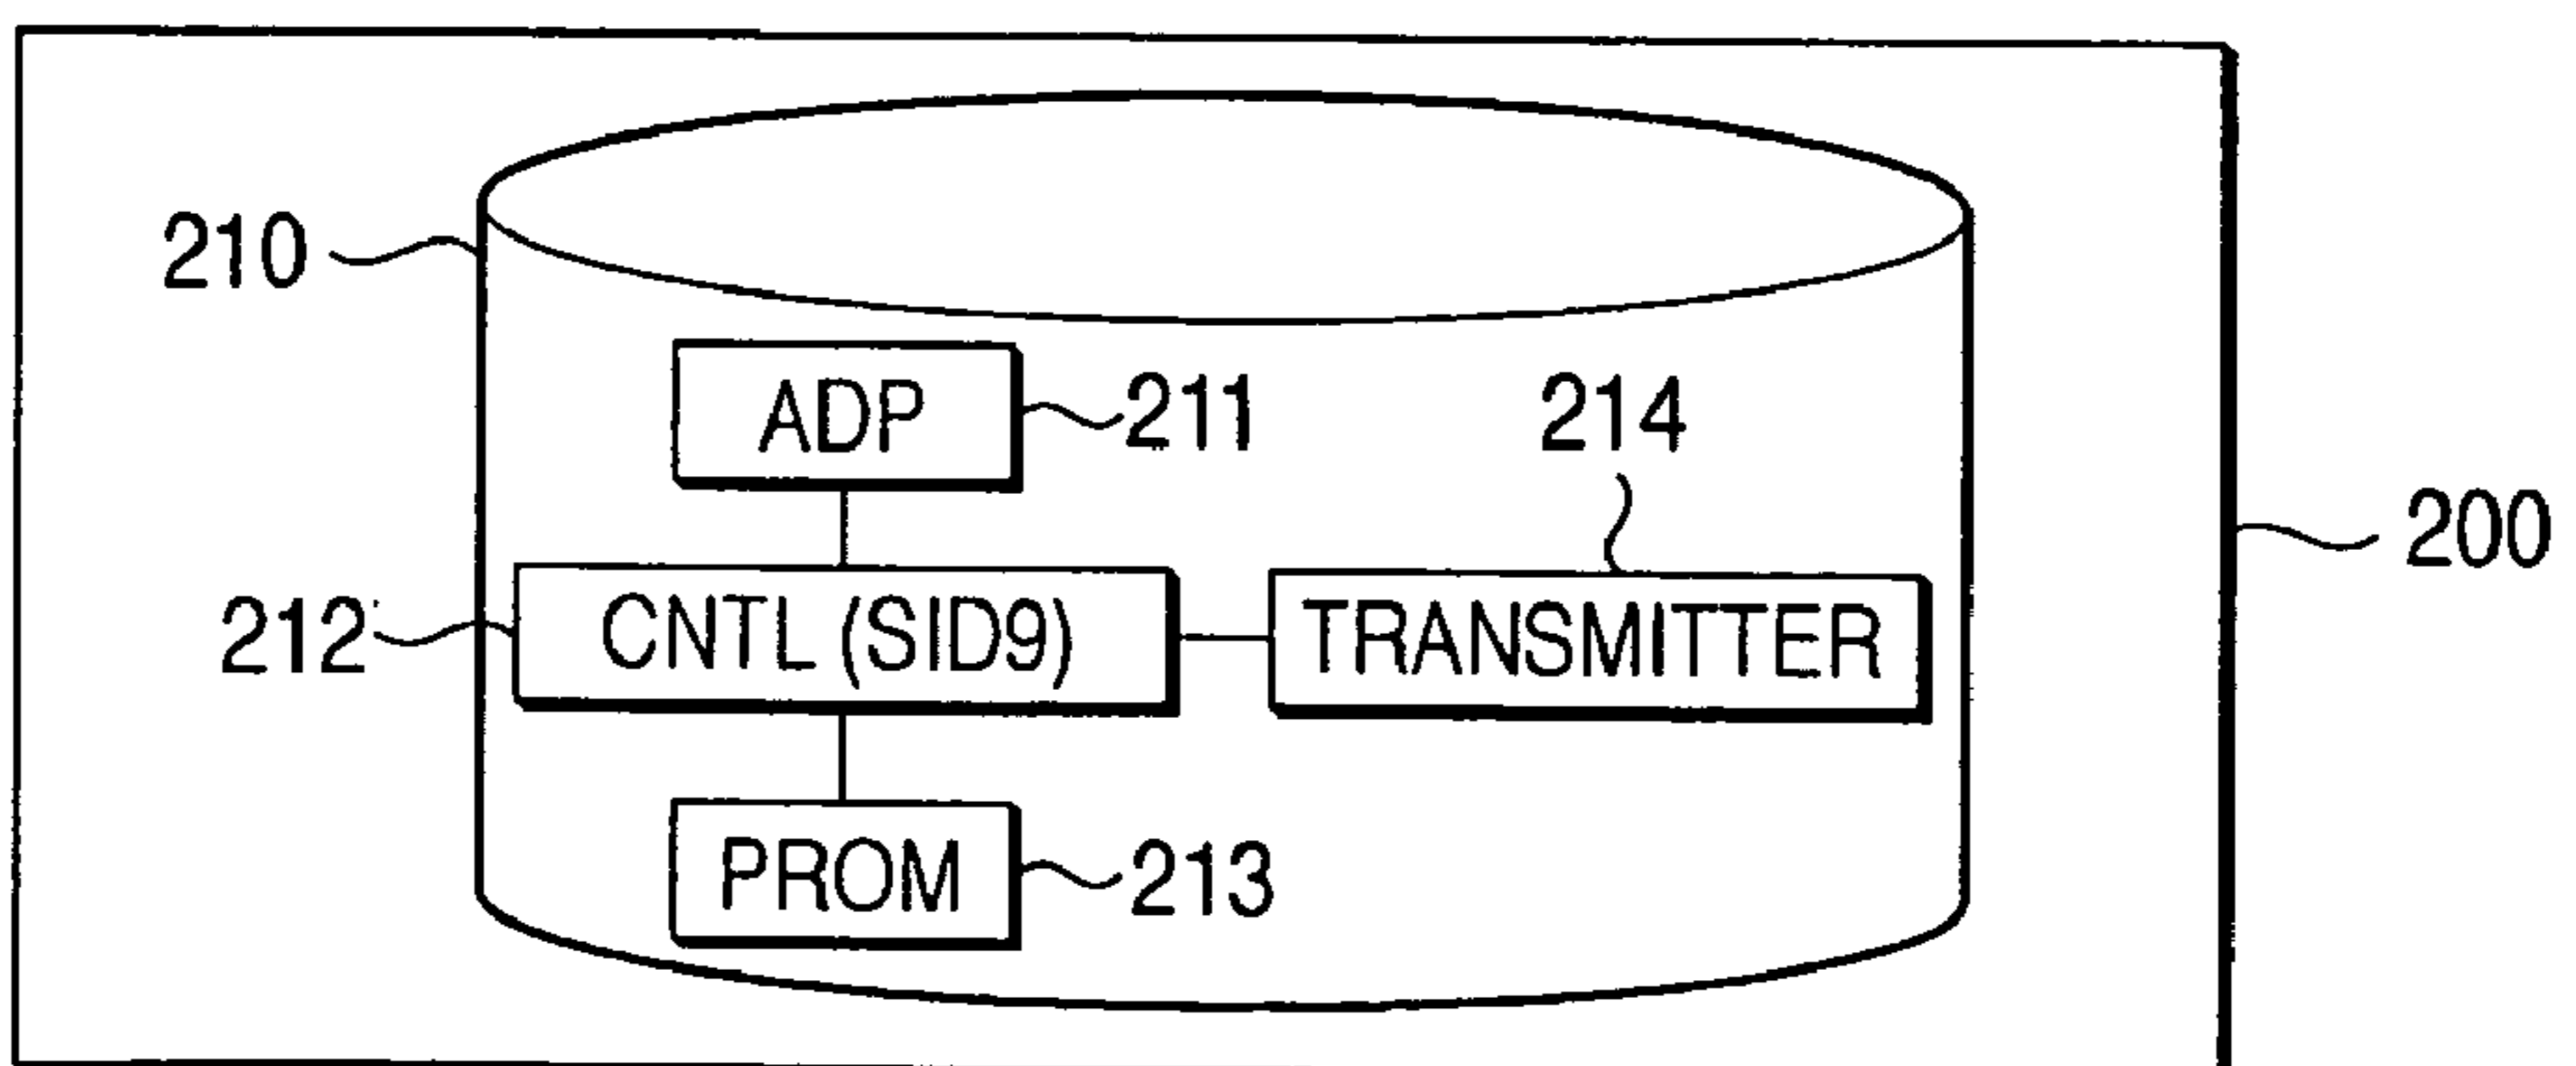 210
ADP
211
214
200
212
CNTL (SID9)
TRANSMITTER
PROM
213